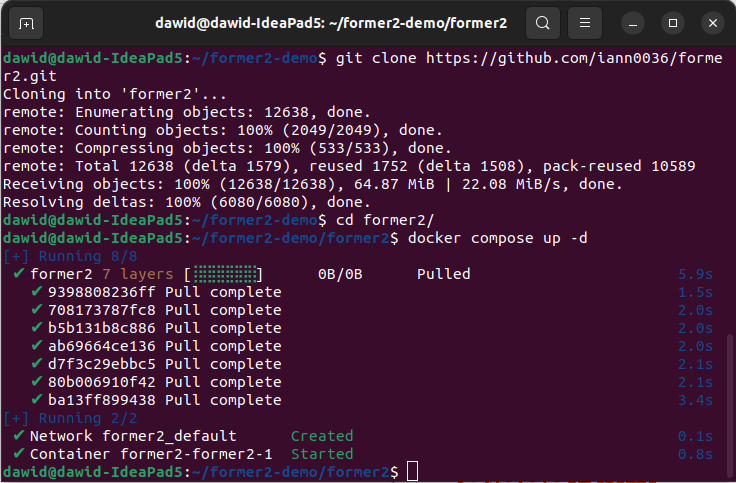 dawid@dawid-IdeaPad5: ~/former2-demo/former2
dawid@dawid-IdeaPad5:~/former2-demo$ git clone https://github.com/iann0036/forme
r2.git
Cloning into 'former2'...
remote: Enumerating objects: 12638, done.
remote: Counting objects: 100% (2049/2049), done.
remote: Compressing objects: 100% (533/533), done.
remote: Total 12638 (delta 1579), reused 1752 (delta 1508), pack-reused 10589
Receiving objects: 100% (12638/12638), 64.87 MiB | 22.08 MiB/s, done.
Resolving deltas: 100% (6080/6080), done.
dawid@dawid-IdeaPad5:~/former2-demo$ cd former2/
dawid@dawid-IdeaPad5:~/former2-demo/former2$ docker compose up -d
[+] Running 8/8
✔ former2 7 layers [⣿⣿⣿⣿⣿⣿⣿] 0B/0B Pulled 5.9s
✔ 9398808236ff Pull complete 1.5s
✔ 708173787fc8 Pull complete 2.0s
✔ b5b131b8c886 Pull complete 2.0s
✔ ab69664ce136 Pull complete 2.0s
✔ d7f3c29ebbc5 Pull complete 2.1s
✔ 80b006910f42 Pull complete 2.1s
✔ ba13ff899438 Pull complete 3.4s
[+] Running 2/2
✔ Network former2_default Created 0.1s
✔ Container former2-former2-1 Started 0.8s
dawid@dawid-IdeaPad5:~/former2-demo/former2$